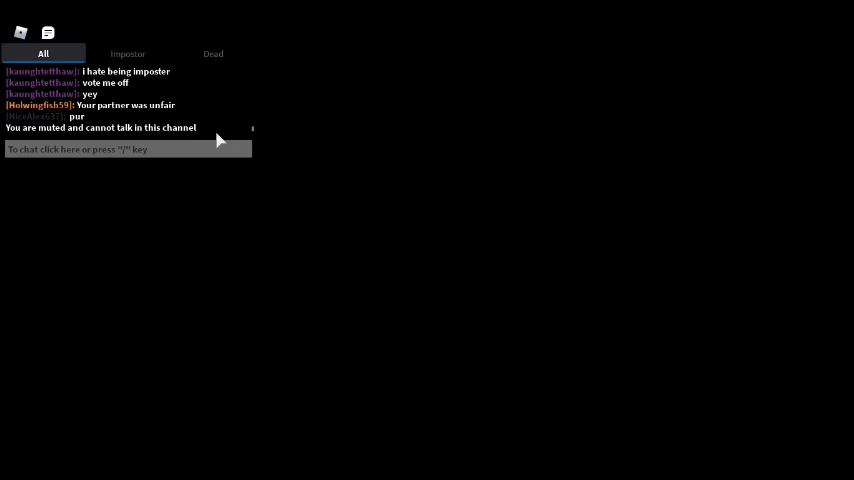 All Impostor Dead
[kaunghtetthaw]: i hate being imposter
[kaunghtetthaw]: vote me off
[kaunghtetthaw]: yey
[Holwingfish59]: Your partner was unfair
[NiceAlex637]: pur
You are muted and cannot talk in this channel
To chat click here or press "/" key